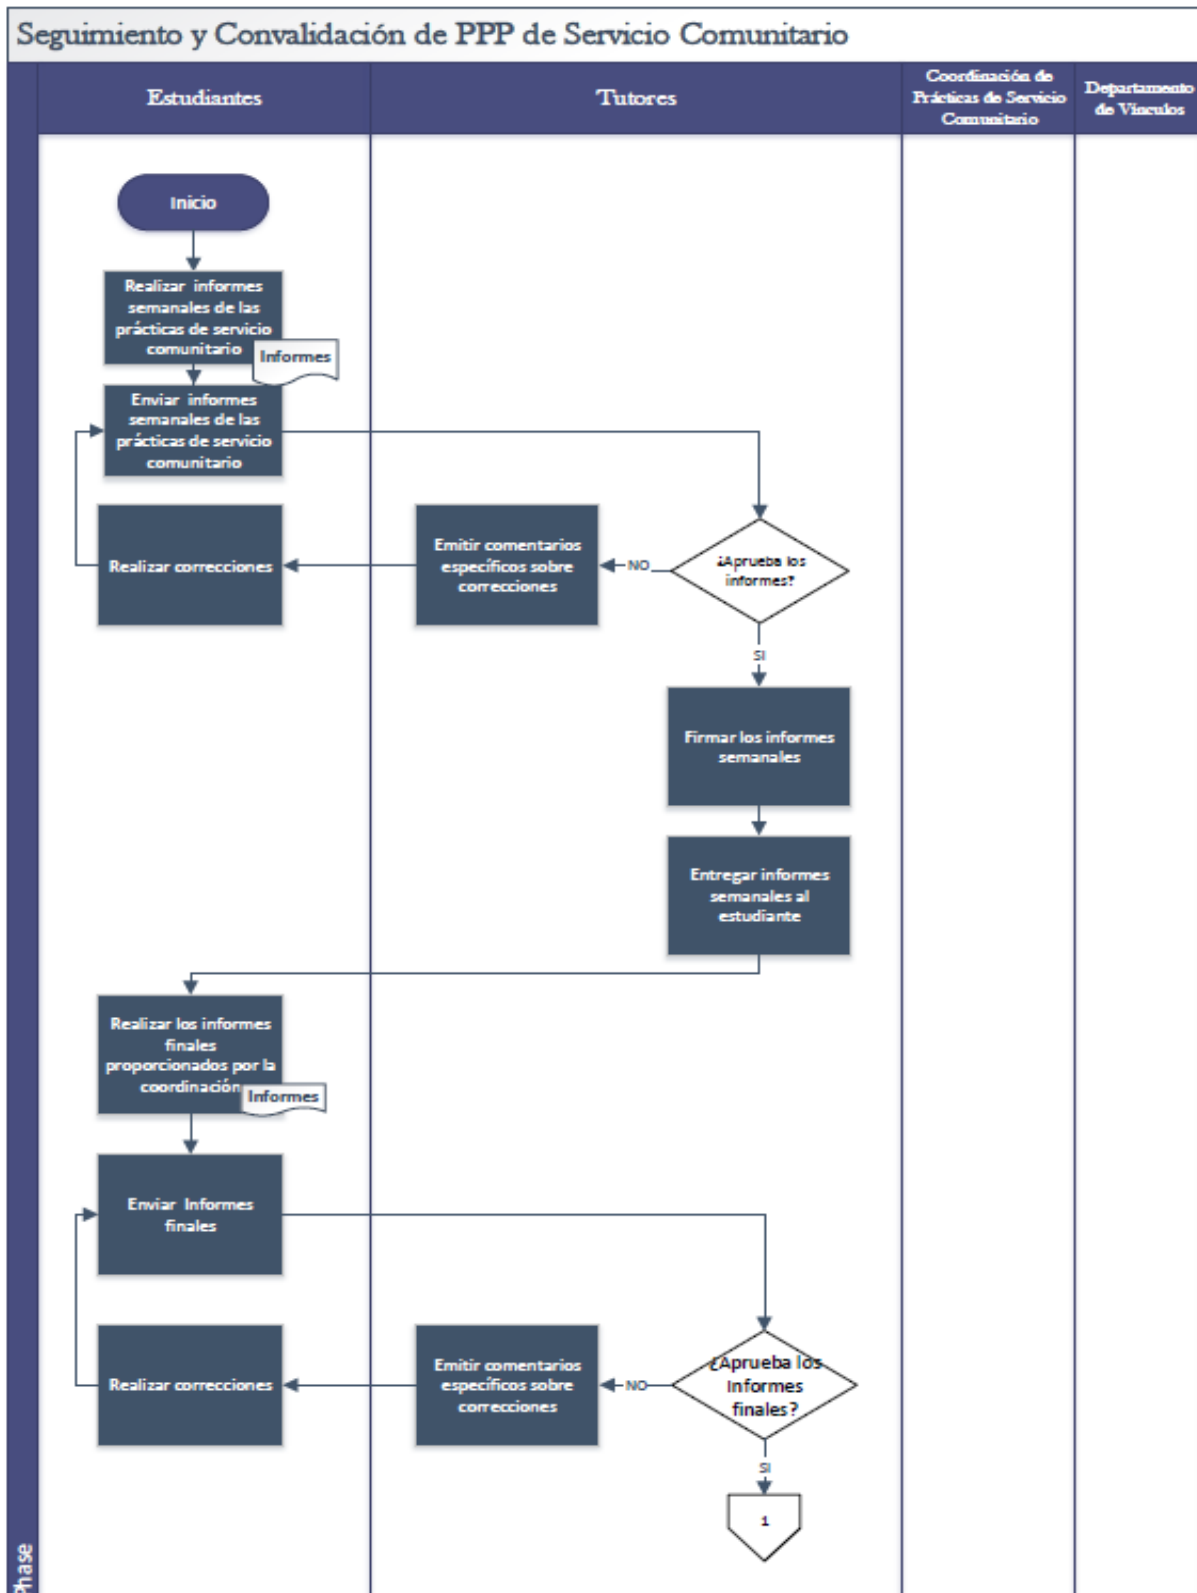 Seguimiento y Convalidación de PPP de Servicio Comunitario
Estudiantes
Tutores
Coordinación de
Prácticas de Servicio
Comunitario
Departamento
de Vínculos
Inicio
Realizar informes
semanales de las
prácticas de servicio
comunitario
Informes
Enviar informes
semanales de las
prácticas de servicio
comunitario
Realizar correcciones
Emitir comentarios
específicos sobre
correcciones
NO
¿Aprueba los
informes?
SI
Firmar los informes
semanales
Entregar informes
semanales al
estudiante
Realizar los informes
finales
proporcionados por la
coordinación
Informes
Enviar Informes
finales
Realizar correcciones
Emitir comentarios
específicos sobre
correcciones
NO
¿Aprueba los
Informes
finales?
SI
1
Phase